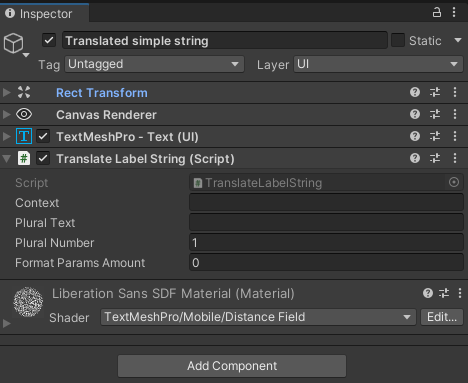 Inspector
Translated simple string
Static
Tag Untagged Layer UI
Rect Transform
Canvas Renderer
TextMeshPro - Text (UI)
Translate Label String (Script)
Script TranslateLabelString
Context
Plural Text
Plural Number 1
Format Params Amount 0
Liberation Sans SDF Material (Material)
Shader TextMeshPro/Mobile/Distance Field Edit...
Add Component